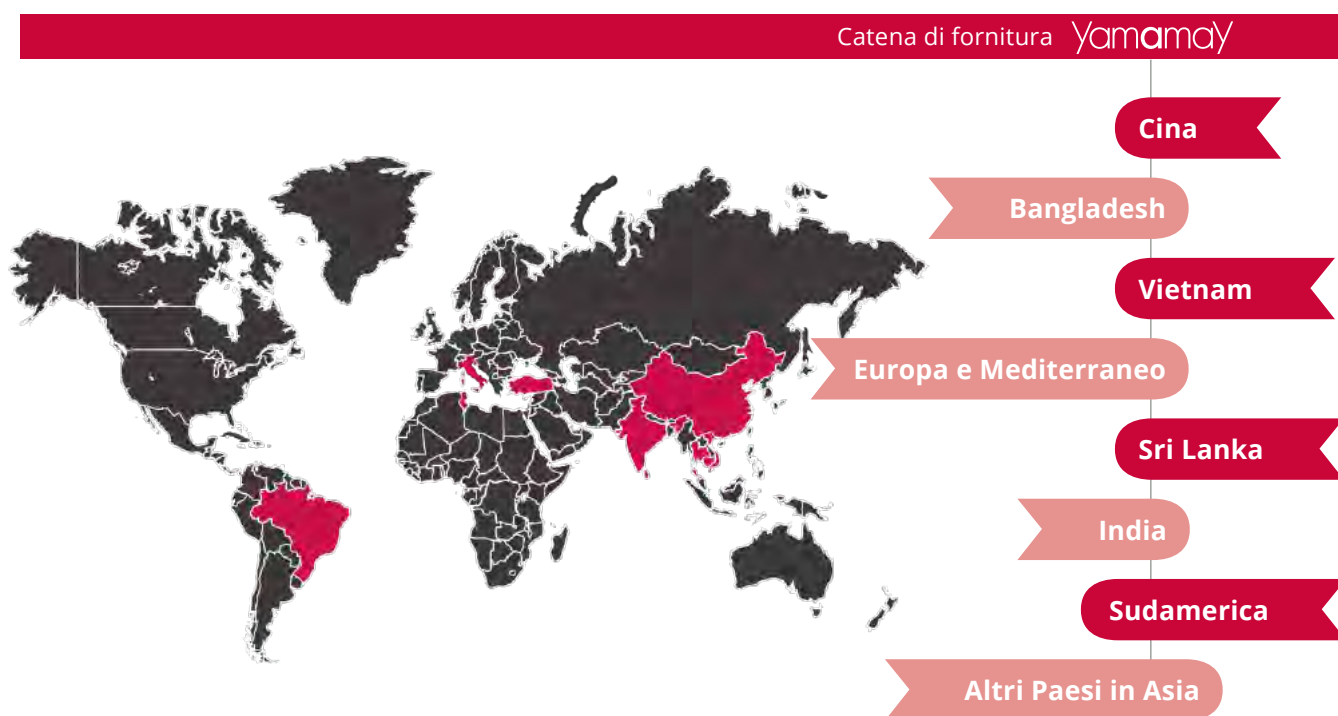 Catena di fornitura yamamay
Cina
Bangladesh
Vietnam
Europa e Mediterraneo
Sri Lanka
India
Sudamerica
Altri Paesi in Asia